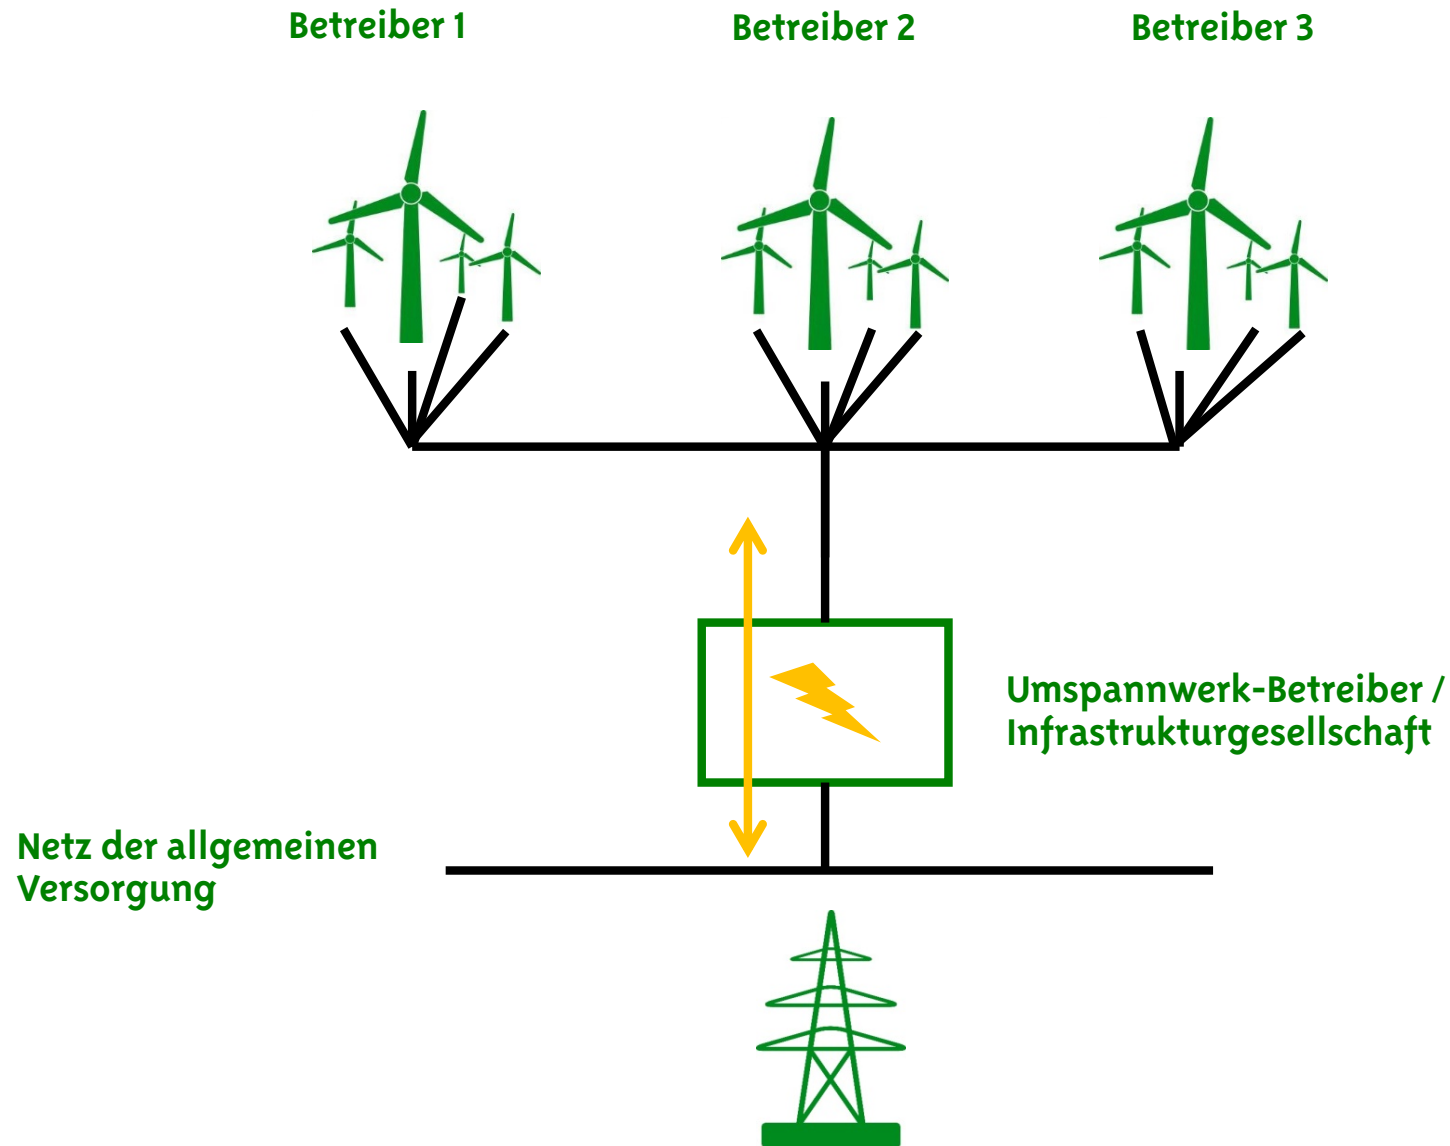 Betreiber 1
Betreiber 2
Betreiber 3
Umspannwerk-Betreiber /
Infrastrukturgesellschaft
Netz der allgemeinen
Versorgung